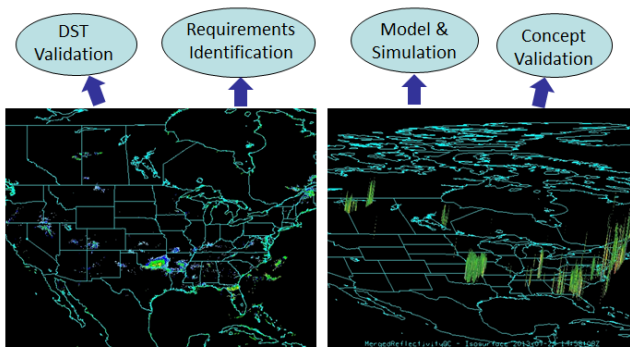 DST
Validation
Requirements
Identification
Model &
Simulation
Concept
Validation